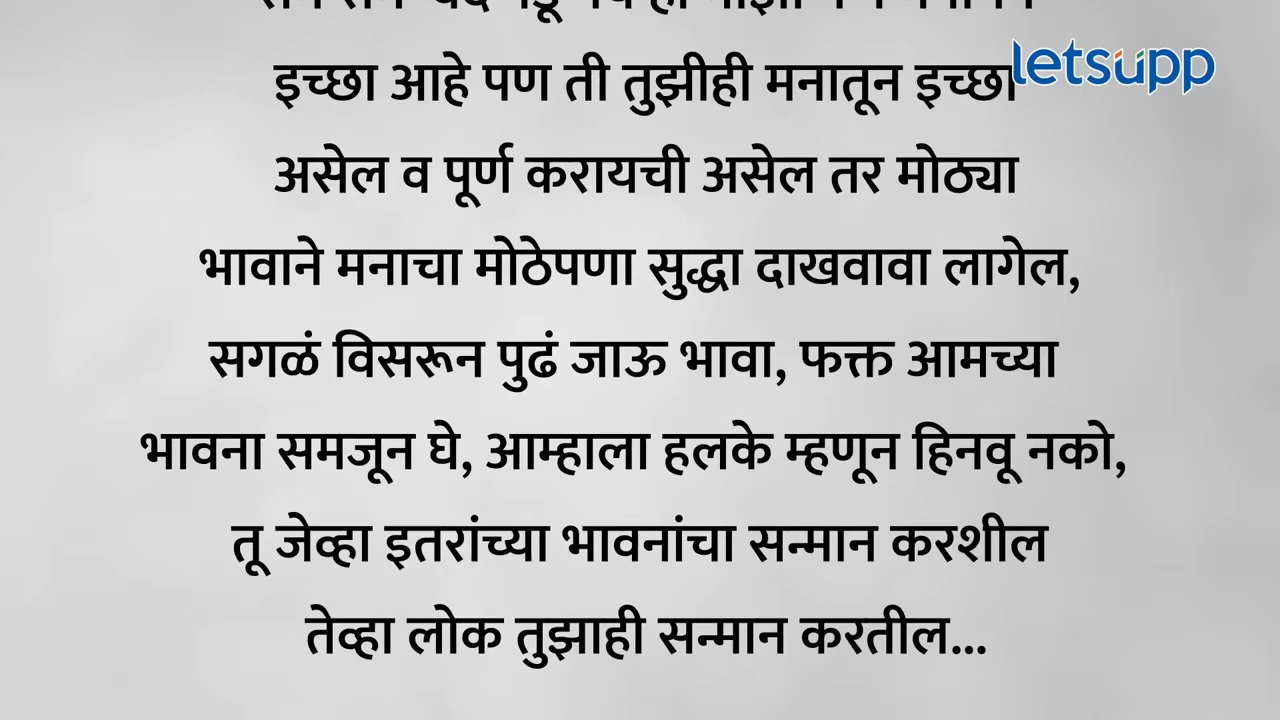 इच्छा आहे पण ती तुझीही मनातून इच्छा
letsupp
असेल व पूर्ण करायची असेल तर मोठ्या
भावाने मनाचा मोठेपणा सुद्धा दाखवावा लागेल,
सगळं विसरून पुढं जाऊ भावा, फक्त आमच्या
भावना समजून घे, आम्हाला हलके म्हणून हिनवू नको,
तू जेव्हा इतरांच्या भावनांचा सन्मान करशील
तेव्हा लोक तुझाही सन्मान करतील...